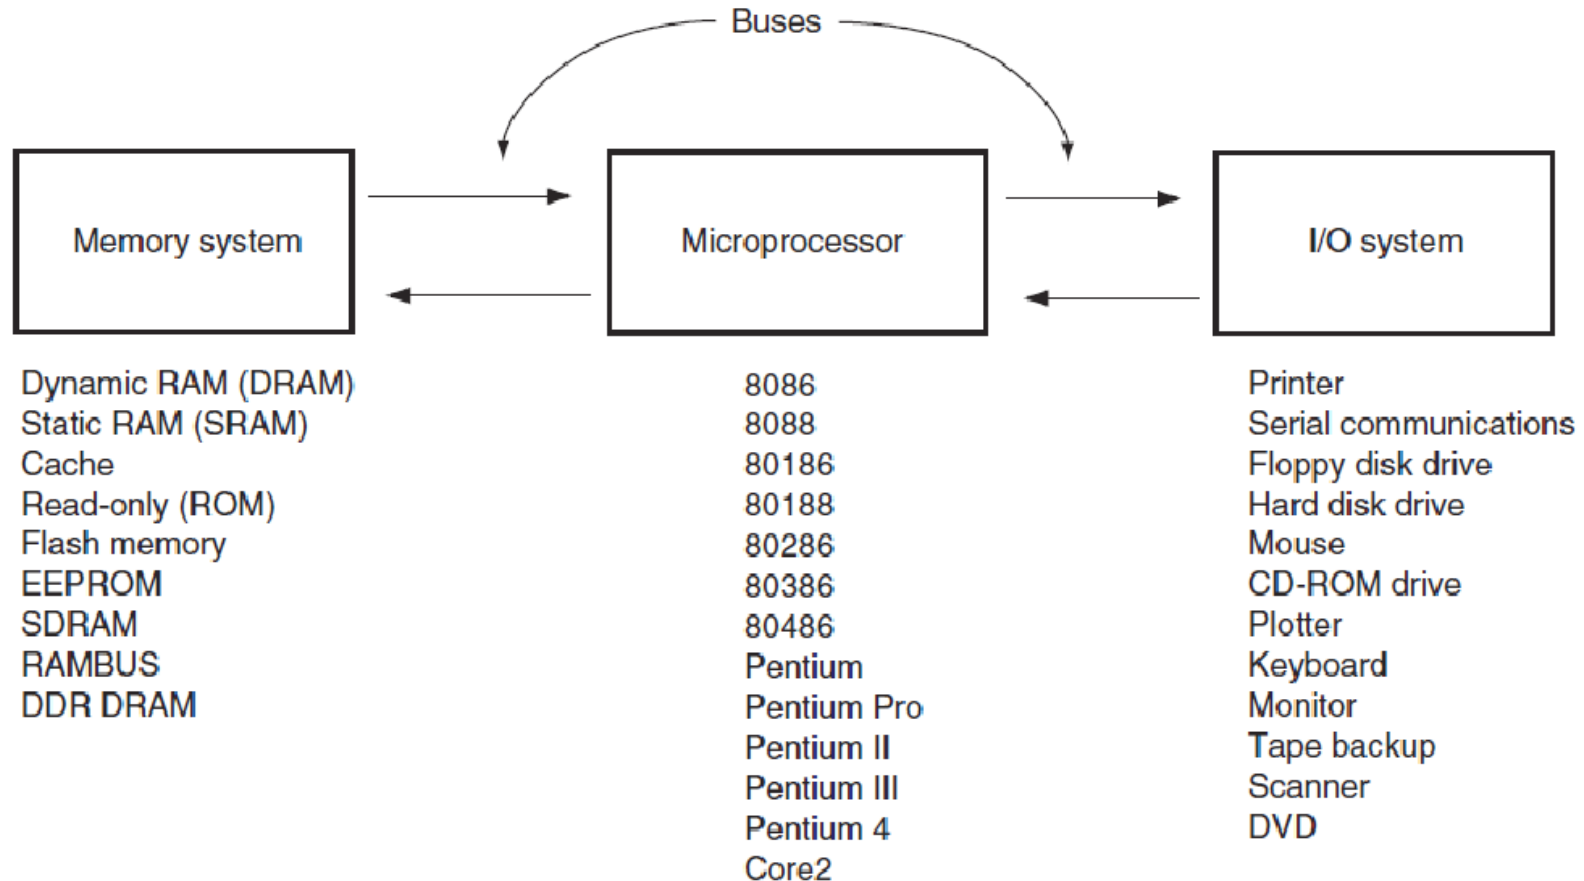 Buses
Memory system
Microprocessor
I/O system
Dynamic RAM (DRAM)
Static RAM (SRAM)
Cache
Read-only (ROM)
Flash memory
EEPROM
SDRAM
RAMBUS
DDR DRAM
8086
8088
80186
80188
80286
80386
80486
Pentium
Pentium Pro
Pentium II
Pentium III
Pentium 4
Core2
Printer
Serial communications
Floppy disk drive
Hard disk drive
Mouse
CD-ROM drive
Plotter
Keyboard
Monitor
Tape backup
Scanner
DVD